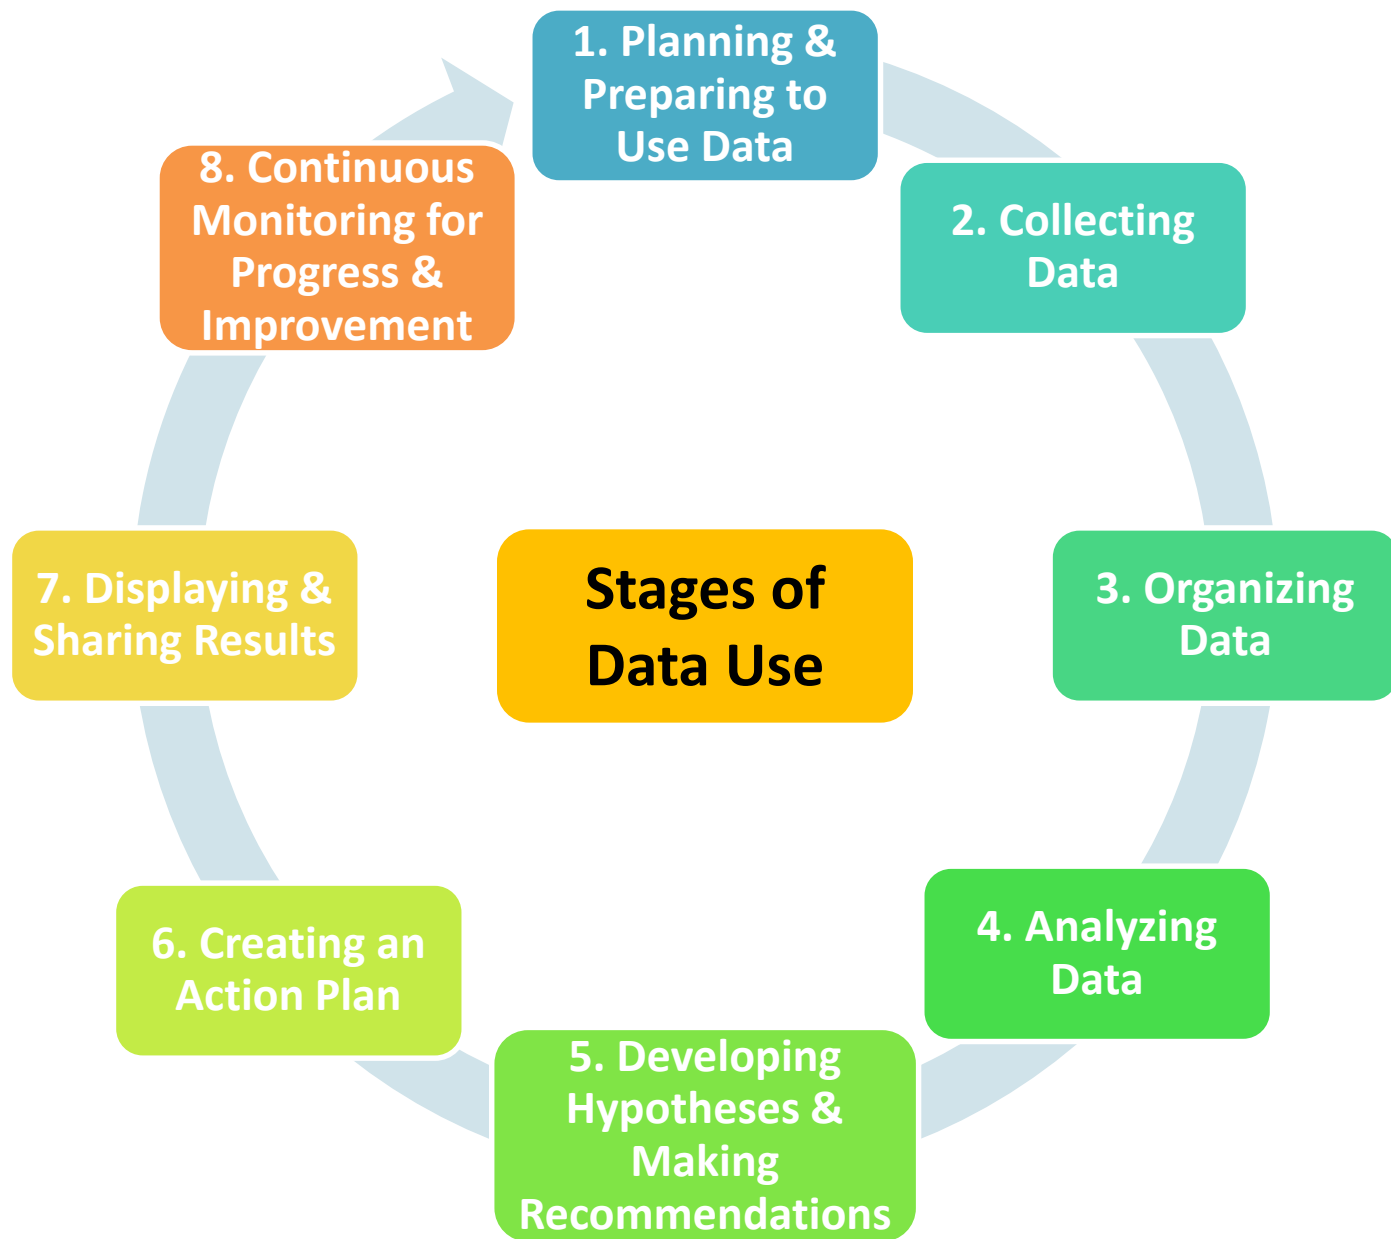 1. Planning &
Preparing to
Use Data
2. Collecting
Data
3. Organizing
Data
4. Analyzing
Data
5. Developing
Hypotheses &
Making
Recommendations
6. Creating an
Action Plan
7. Displaying &
Sharing Results
8. Continuous
Monitoring for
Progress &
Improvement
Stages of
Data Use